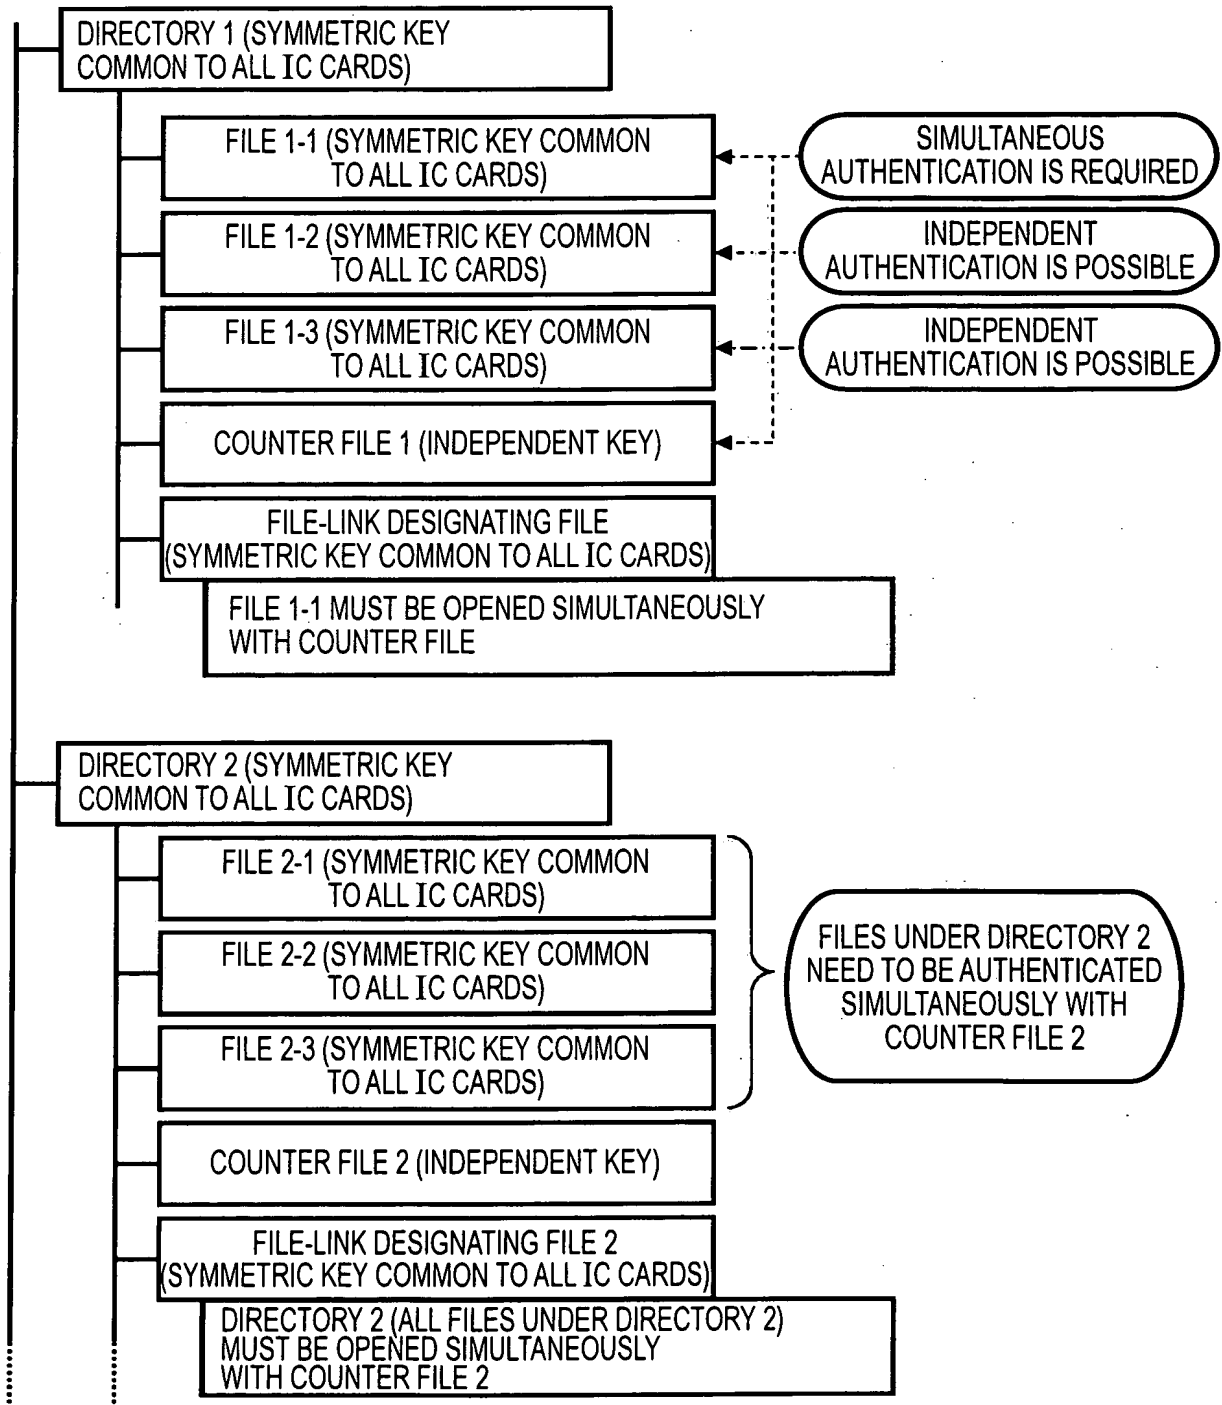 DIRECTORY 1 (SYMMETRIC KEY
COMMON TO ALL IC CARDS)
FILE 1-1 (SYMMETRIC KEY COMMON
TO ALL IC CARDS)
SIMULTANEOUS
AUTHENTICATION IS REQUIRED
FILE 1-2 (SYMMETRIC KEY COMMON
TO ALL IC CARDS)
INDEPENDENT
AUTHENTICATION IS POSSIBLE
FILE 1-3 (SYMMETRIC KEY COMMON
TO ALL IC CARDS)
INDEPENDENT
AUTHENTICATION IS POSSIBLE
COUNTER FILE 1 (INDEPENDENT KEY)
FILE-LINK DESIGNATING FILE
(SYMMETRIC KEY COMMON TO ALL IC CARDS)
FILE 1-1 MUST BE OPENED SIMULTANEOUSLY
WITH COUNTER FILE
DIRECTORY 2 (SYMMETRIC KEY
COMMON TO ALL IC CARDS)
FILE 2-1 (SYMMETRIC KEY COMMON
TO ALL IC CARDS)
FILE 2-2 (SYMMETRIC KEY COMMON
TO ALL IC CARDS)
FILE 2-3 (SYMMETRIC KEY COMMON
TO ALL IC CARDS)
FILES UNDER DIRECTORY 2
NEED TO BE AUTHENTICATED
SIMULTANEOUSLY WITH
COUNTER FILE 2
COUNTER FILE 2 (INDEPENDENT KEY)
FILE-LINK DESIGNATING FILE 2
(SYMMETRIC KEY COMMON TO ALL IC CARDS)
DIRECTORY 2 (ALL FILES UNDER DIRECTORY 2)
MUST BE OPENED SIMULTANEOUSLY
WITH COUNTER FILE 2